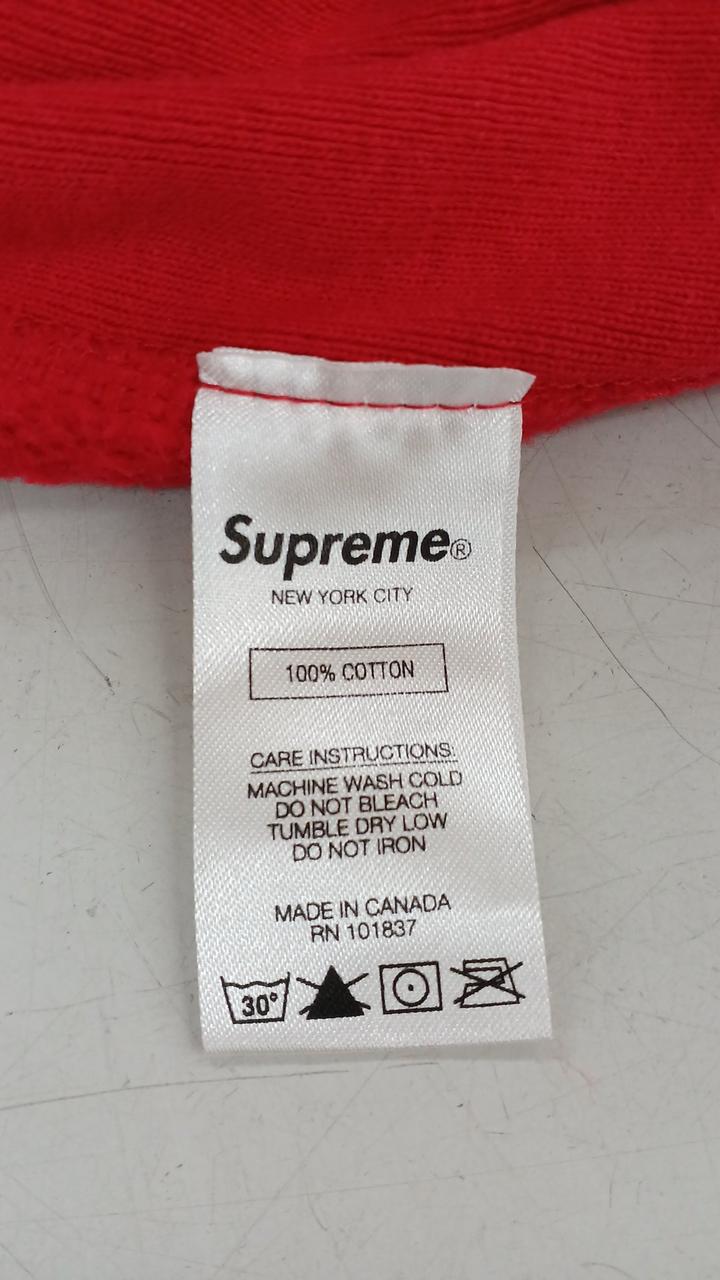 Supreme®
NEW YORK CITY
100% COTTON
CARE INSTRUCTIONS:
MACHINE WASH COLD
DO NOT BLEACH
TUMBLE DRY LOW
DO NOT IRON
MADE IN CANADA
RN 101837
30°